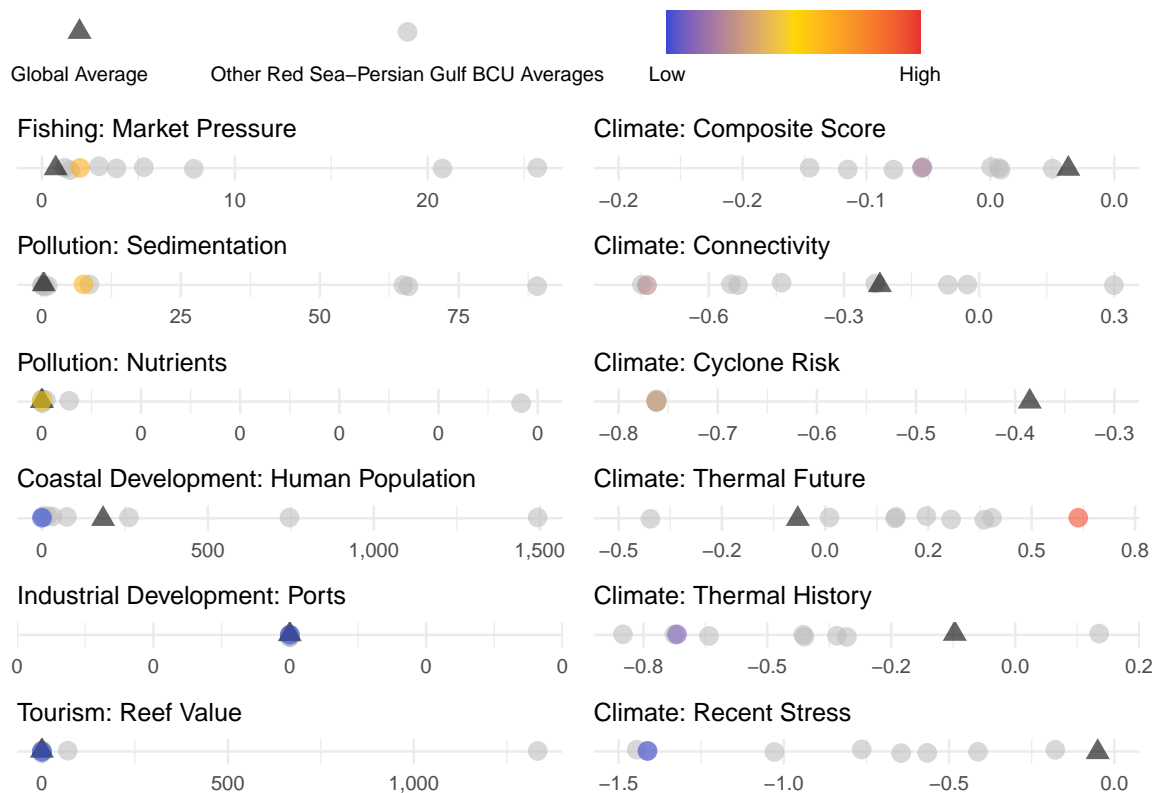 Global Average
Other Red Sea−Persian Gulf BCU Averages
Low
High
Fishing: Market Pressure
0 10 20
Climate: Composite Score
−0.2 −0.2 −0.1 0.0 0.0
Pollution: Sedimentation
0 25 50 75
Climate: Connectivity
−0.6 −0.3 0.0 0.3
Pollution: Nutrients
0 0 0 0 0 0
Climate: Cyclone Risk
−0.8 −0.7 −0.6 −0.5 −0.4 −0.3
Coastal Development: Human Population
0 500 1,000 1,500
Climate: Thermal Future
−0.5 −0.2 0.0 0.2 0.5 0.8
Industrial Development: Ports
0 0 0 0 0
Climate: Thermal History
−0.8 −0.5 −0.2 0.0 0.2
Tourism: Reef Value
0 500 1,000
Climate: Recent Stress
−1.5 −1.0 −0.5 0.0